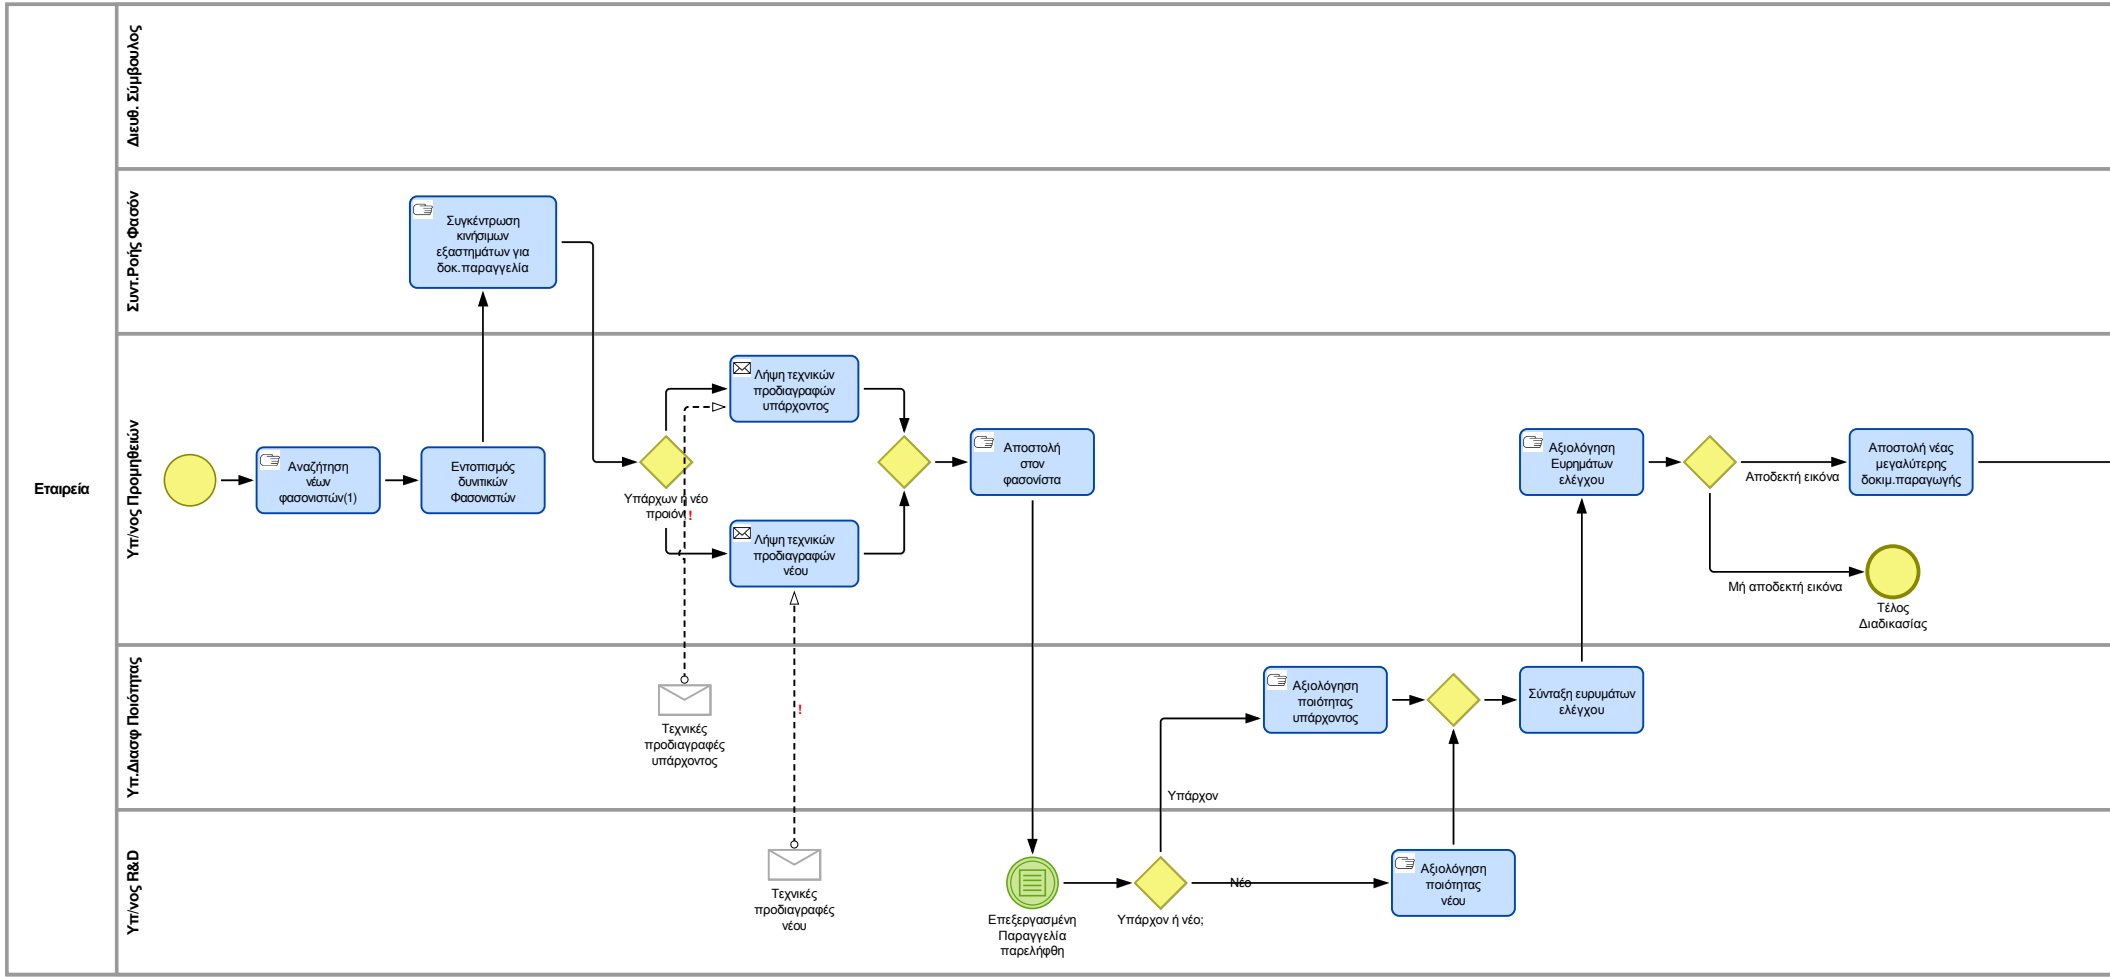 Εταιρεία
Διευθ. Σύμβουλος
Συντ.Ροής Φασόν
Συγκέντρωση
κινήσιμων
εξαστημάτων για
δοκ.παραγγελία
Υπ/νος Προμηθειών
Αναζήτηση
νέων
φασονιστών(1)
Εντοπισμός
δυνιτικών
Φασονιστών
Υπάρχων ή νέο
προιόν
!
Λήψη τεχνικών
προδιαγραφών
υπάρχοντος
Λήψη τεχνικών
προδιαγραφών
νέου
Αποστολή
στον
φασονίστα
Αξιολόγηση
Ευρημάτων
ελέγχου
Αποδεκτή εικόνα
Αποστολή νέας
μεγαλύτερης
δοκιμ.παραγωγής
Μή αποδεκτή εικόνα
Τέλος
Διαδικασίας
Υπ.Διασφ Ποιότητας
Τεχνικές
προδιαγραφές
υπάρχοντος
!
Αξιολόγηση
ποιότητας
υπάρχοντος
Σύνταξη ευρυμάτων
ελέγχου
Υπάρχον
Υπ/νος R&D
Τεχνικές
προδιαγραφές
νέου
Επεξεργασμένη
Παραγγελία
παρελήφθη
Υπάρχον ή νέο;
Νέο
Αξιολόγηση
ποιότητας
νέου